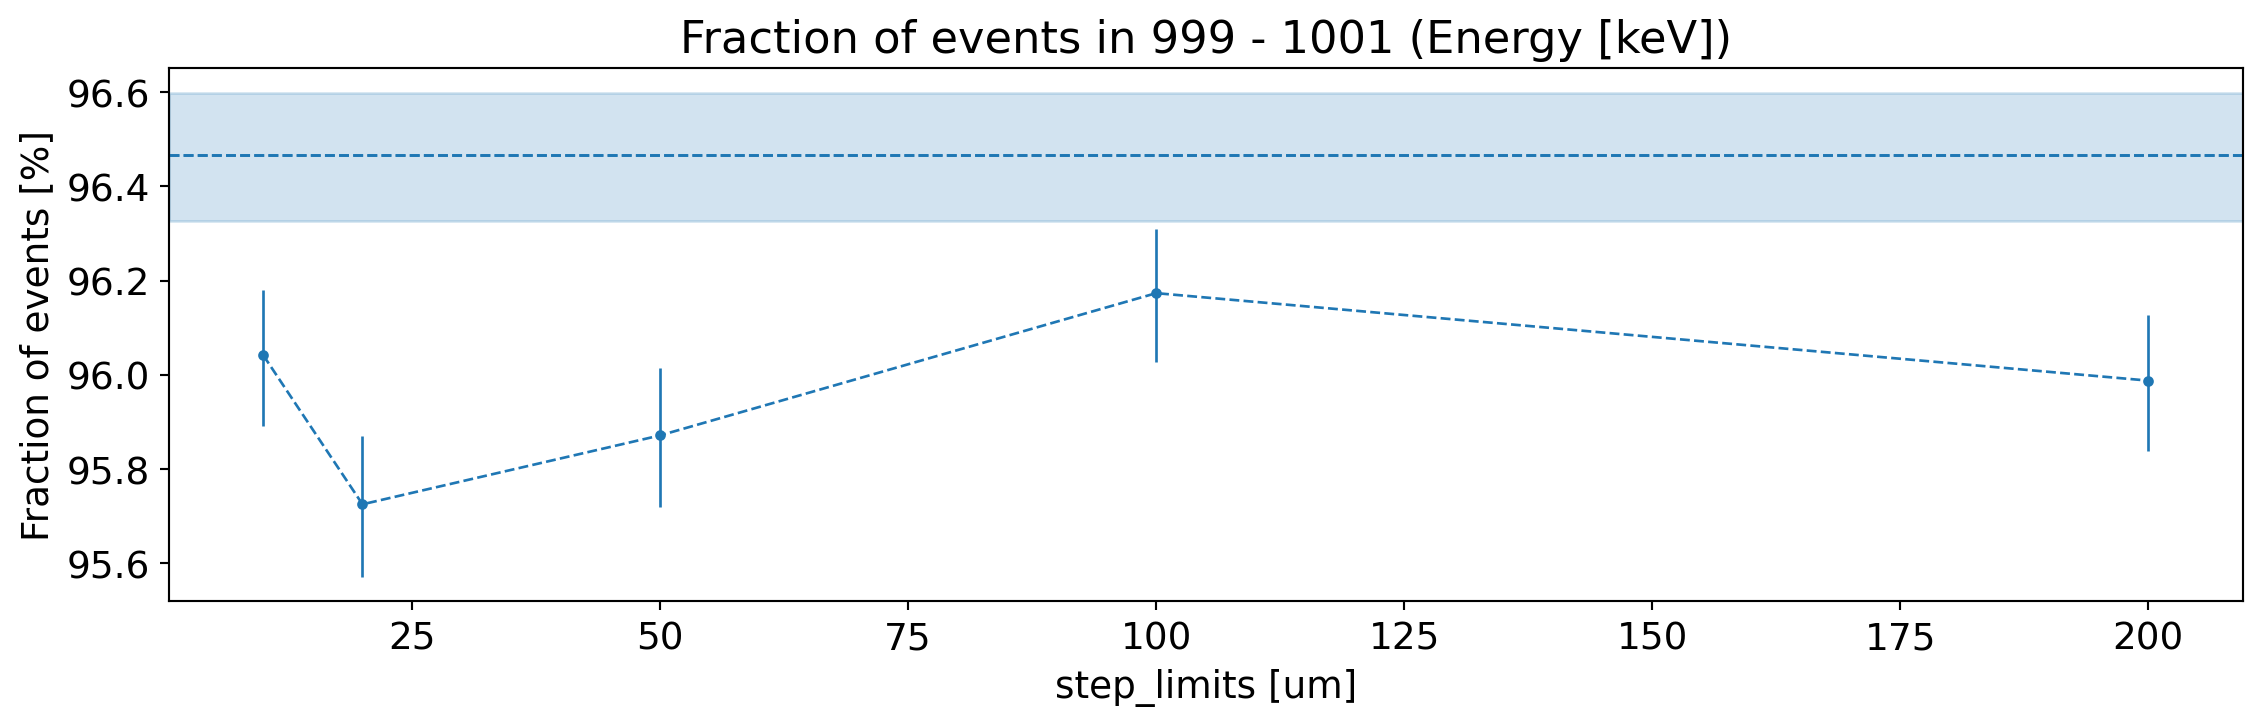 Fraction of events in 999 - 1001 (Energy [keV])
Fraction of events [%]
96.6
96.4
96.2
96.0
95.8
95.6
25 50 75 100 125 150 175 200
step_limits [um]